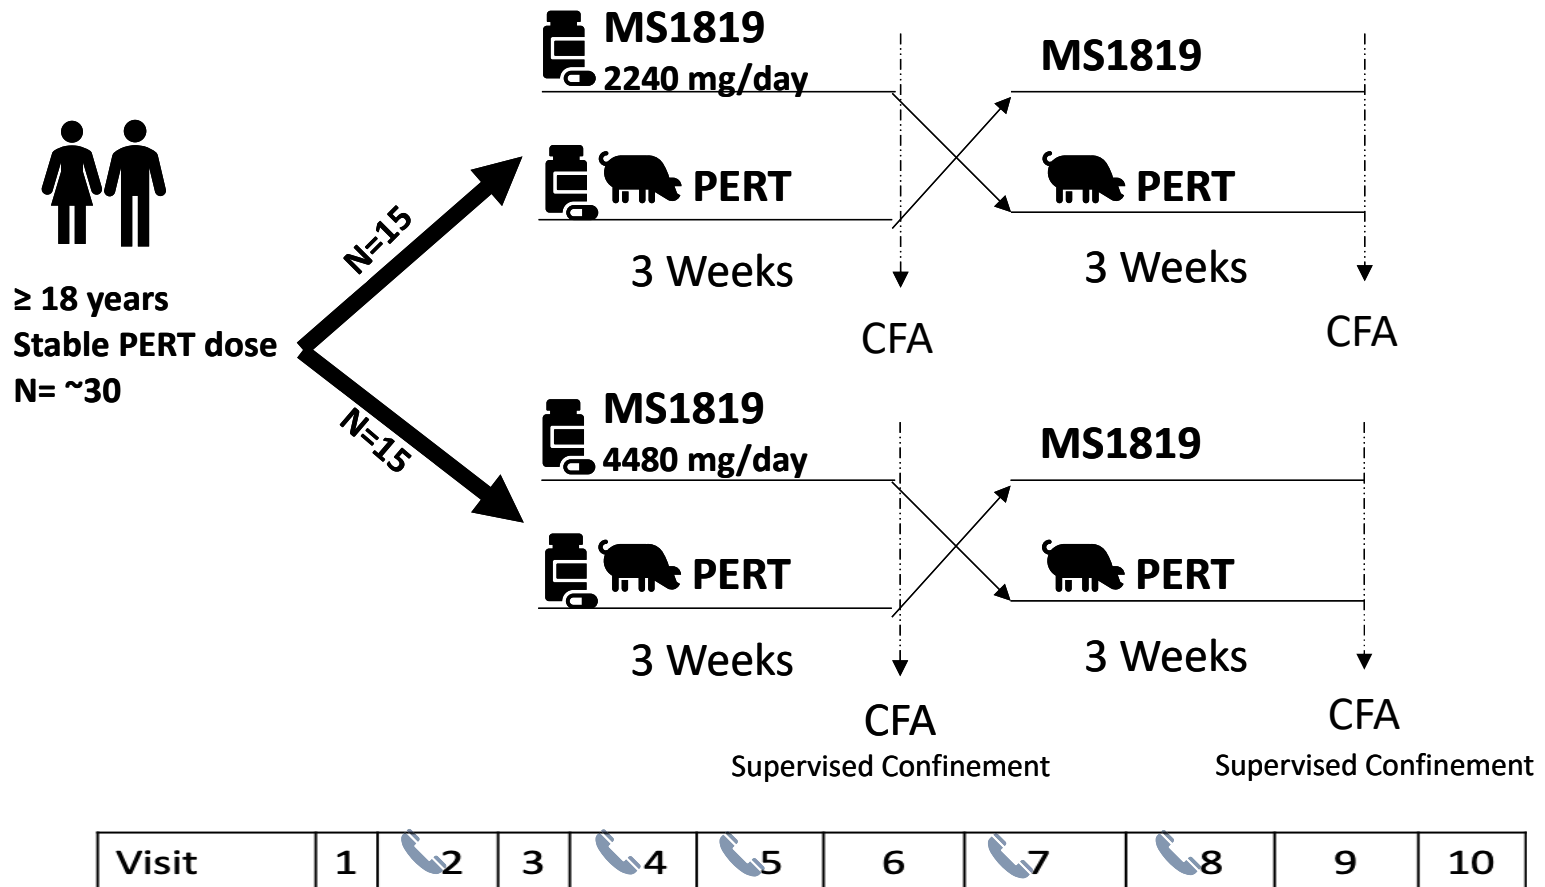 ≥ 18 years
Stable PERT dose
N= ~30
N=15
N=15
MS1819
2240 mg/day
PERT
3 Weeks
CFA
MS1819
PERT
3 Weeks
CFA
MS1819
4480 mg/day
PERT
3 Weeks
CFA
Supervised Confinement
MS1819
PERT
3 Weeks
CFA
Supervised Confinement
Visit 1 2 3 4 5 6 7 8 9 10